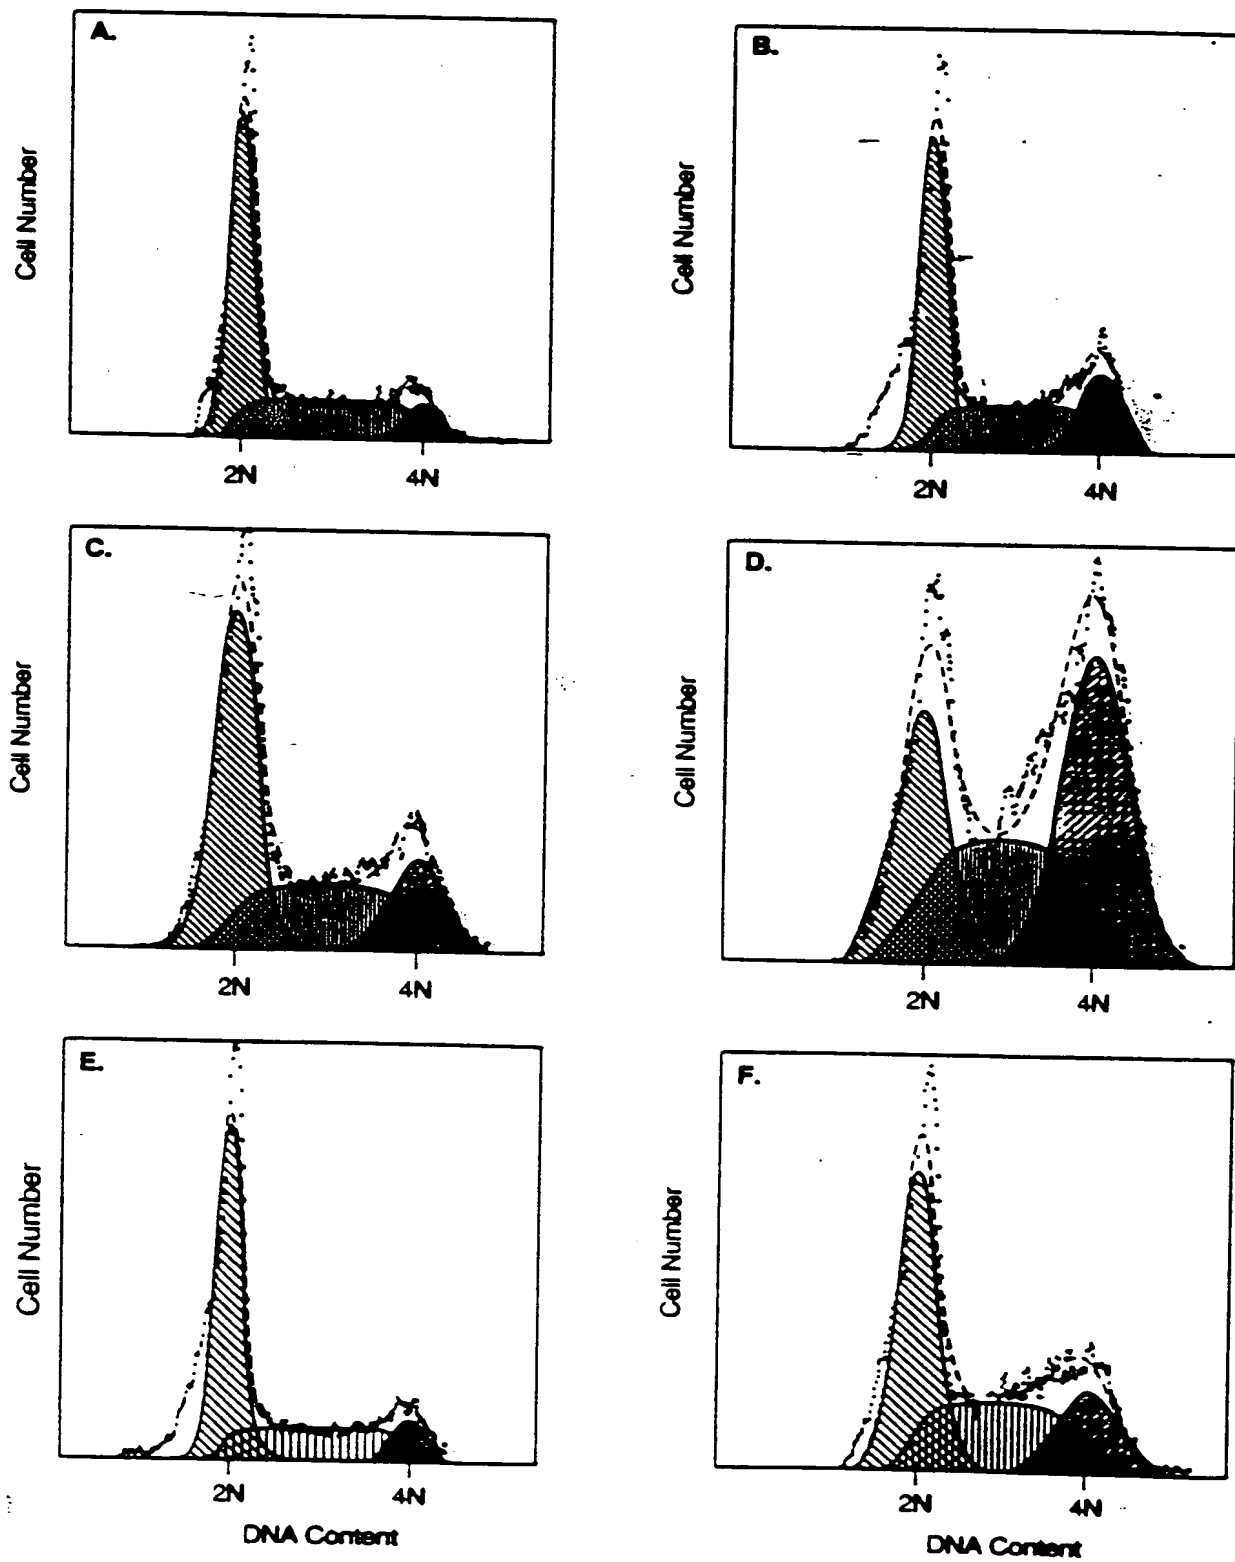 A.
Cell Number
2N 4N
B.
Cell Number
2N 4N
C.
Cell Number
2N 4N
D.
Cell Number
2N 4N
E.
Cell Number
2N 4N
DNA Content
F.
Cell Number
2N 4N
DNA Content